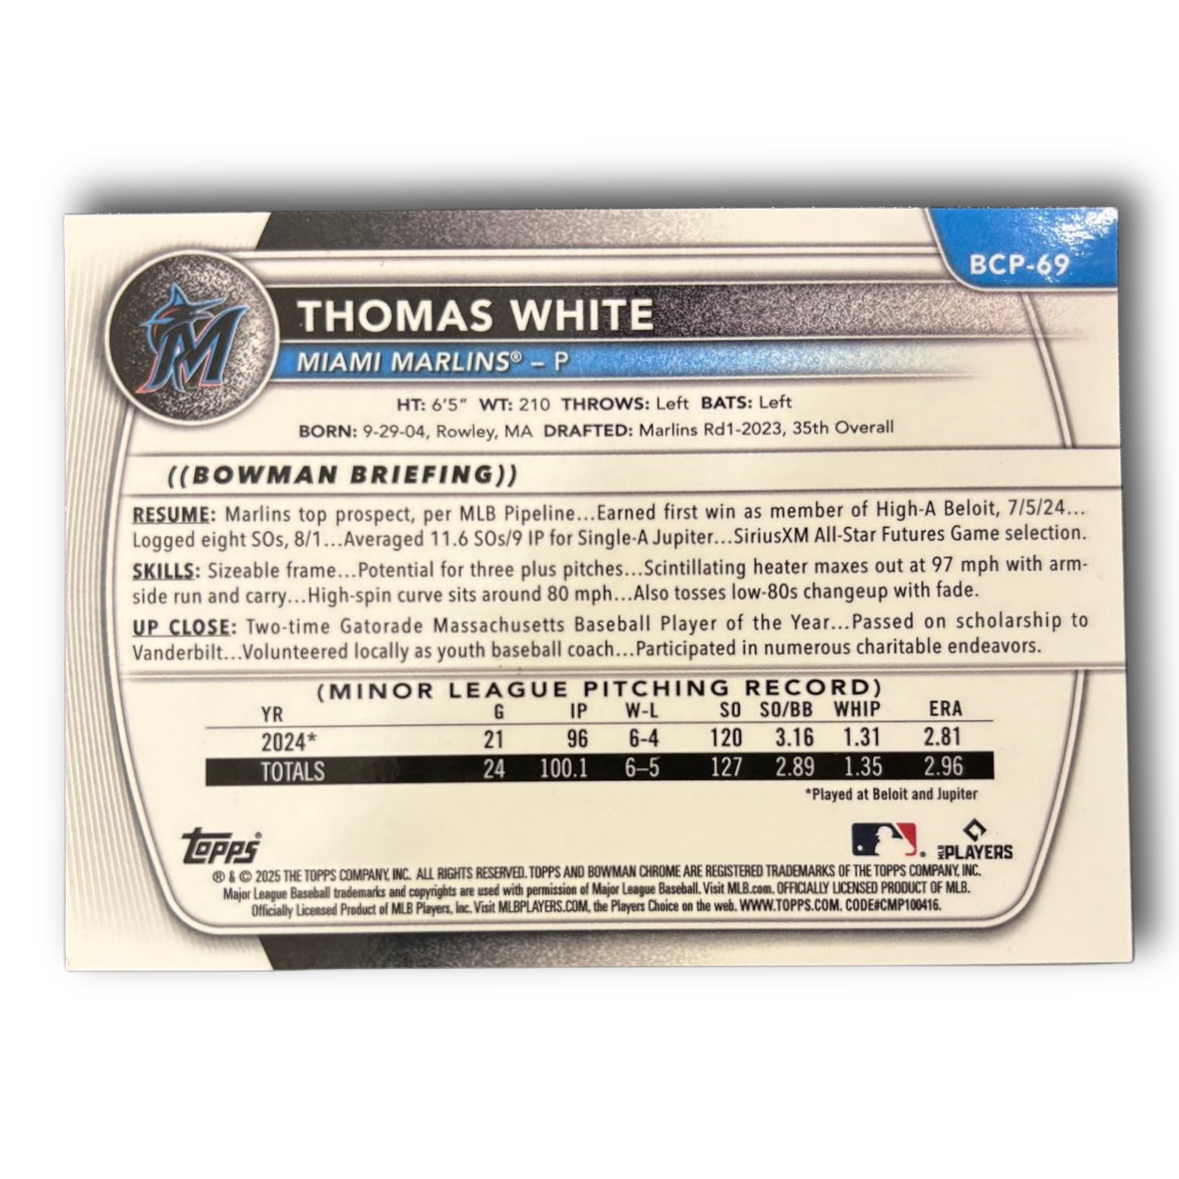 BCP-69
THOMAS WHITE
MIAMI MARLINS® – P
HT: 6'5" WT: 210 THROWS: Left BATS: Left
BORN: 9-29-04, Rowley, MA DRAFTED: Marlins Rd1-2023, 35th Overall
((BOWMAN BRIEFING))
RESUME: Marlins top prospect, per MLB Pipeline...Earned first win as member of High-A Beloit, 7/5/24...
Logged eight SOs, 8/1...Averaged 11.6 SOs/9 IP for Single-A Jupiter...SiriusXM All-Star Futures Game selection.
SKILLS: Sizeable frame...Potential for three plus pitches...Scintillating heater maxes out at 97 mph with arm-
side run and carry...High-spin curve sits around 80 mph...Also tosses low-80s changeup with fade.
UP CLOSE: Two-time Gatorade Massachusetts Baseball Player of the Year...Passed on scholarship to
Vanderbilt...Volunteered locally as youth baseball coach...Participated in numerous charitable endeavors.
(MINOR LEAGUE PITCHING RECORD)
YR G IP W-L SO SO/BB WHIP ERA
2024* 21 96 6-4 120 3.16 1.31 2.81
TOTALS 24 100.1 6–5 127 2.89 1.35 2.96
*Played at Beloit and Jupiter
Topps®
MLB PLAYERS
® & © 2025 THE TOPPS COMPANY, INC. ALL RIGHTS RESERVED. TOPPS AND BOWMAN CHROME ARE REGISTERED TRADEMARKS OF THE TOPPS COMPANY, INC.
Major League Baseball trademarks and copyrights are used with permission of Major League Baseball. Visit MLB.com. OFFICIALLY LICENSED PRODUCT OF MLB.
Officially Licensed Product of MLB Players, Inc. Visit MLBPLAYERS.COM, the Players Choice on the web. WWW.TOPPS.COM. CODE#CMP100416.